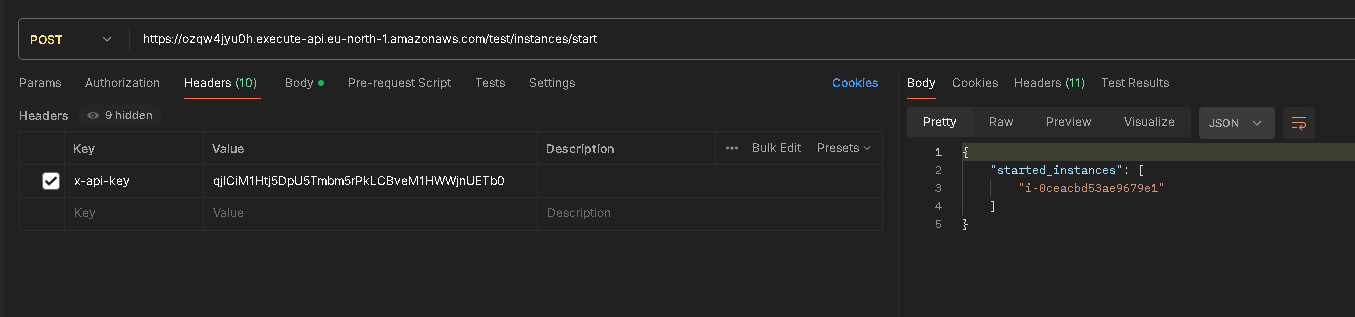 POST
https://ozqw4jyu0h.execute-api.eu-north-1.amazonaws.com/test/instances/start
Params Authorization Headers (10) Body Pre-request Script Tests Settings Cookies
Headers 9 hidden
Key Value Description ••• Bulk Edit Presets
x-api-key qjlCiM1Htj5DpU5Tmbm5rPkLCBveM1HWWjnUETb0
Key Value Description
Body Cookies Headers (11) Test Results
Pretty Raw Preview Visualize JSON
1 {
2 "started_instances": [
3 "i-0ceacbd53ae9679e1"
4 ]
5 }